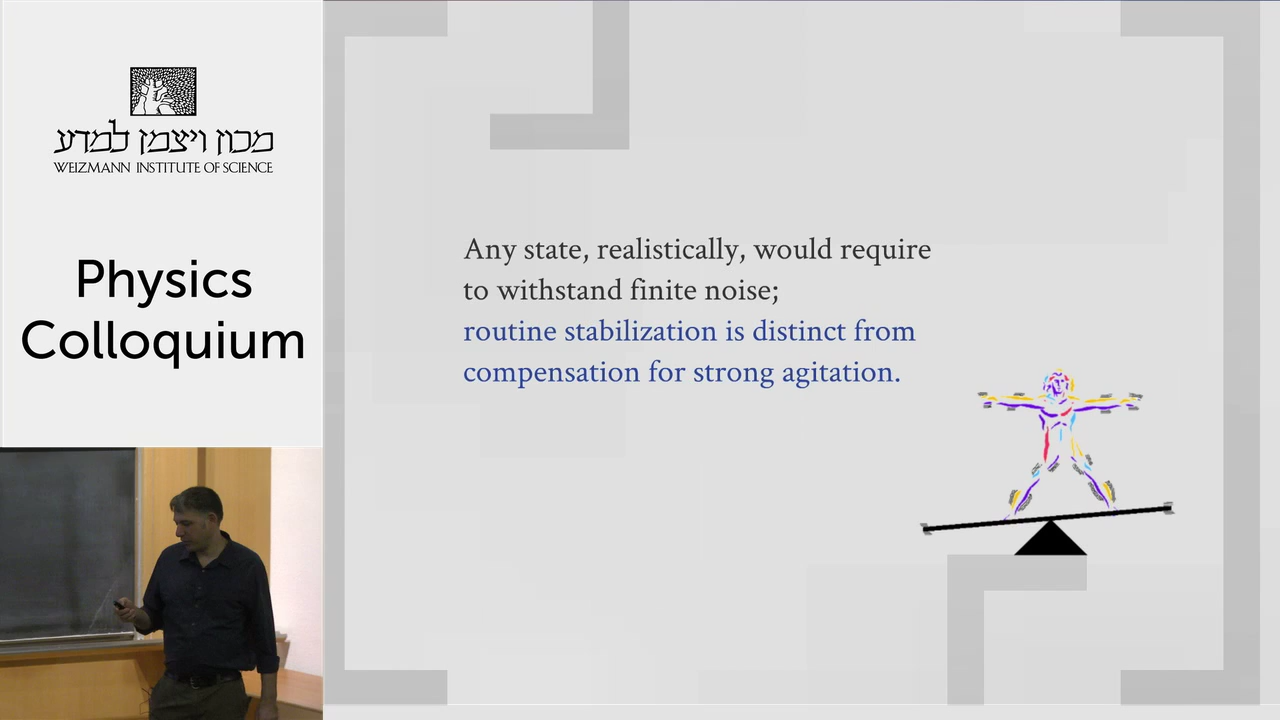 מכון ויצמן למדע
WEIZMANN INSTITUTE OF SCIENCE
Physics
Colloquium
Any state, realistically, would require
to withstand finite noise;
routine stabilization is distinct from
compensation for strong agitation.